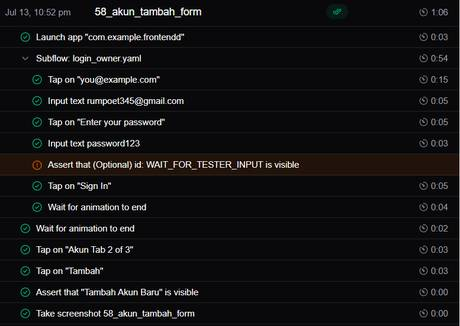 Jul 13, 10:52 pm 58_akun_tambah_form 1:06
Launch app "com.example.frontendd" 0:03
Subflow: login_owner.yaml 0:54
Tap on "you@example.com" 0:15
Input text rumpoet345@gmail.com 0:05
Tap on "Enter your password" 0:05
Input text password123 0:03
Assert that (Optional) id: WAIT_FOR_TESTER_INPUT is visible
Tap on "Sign In" 0:05
Wait for animation to end 0:04
Wait for animation to end 0:02
Tap on "Akun Tab 2 of 3" 0:03
Tap on "Tambah" 0:03
Assert that "Tambah Akun Baru" is visible 0:00
Take screenshot 58_akun_tambah_form 0:00